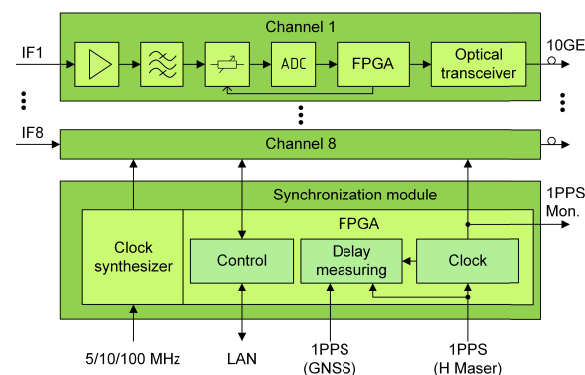 Channel 1
IF1
10GE
ADC
FPGA
Optical
transceiver
IF8
Channel 8
Synchronization module
1PPS
Mon.
FPGA
Clock
synthesizer
Control
Delay
measuring
Clock
5/10/100 MHz
LAN
1PPS
(GNSS)
1PPS
(H Maser)